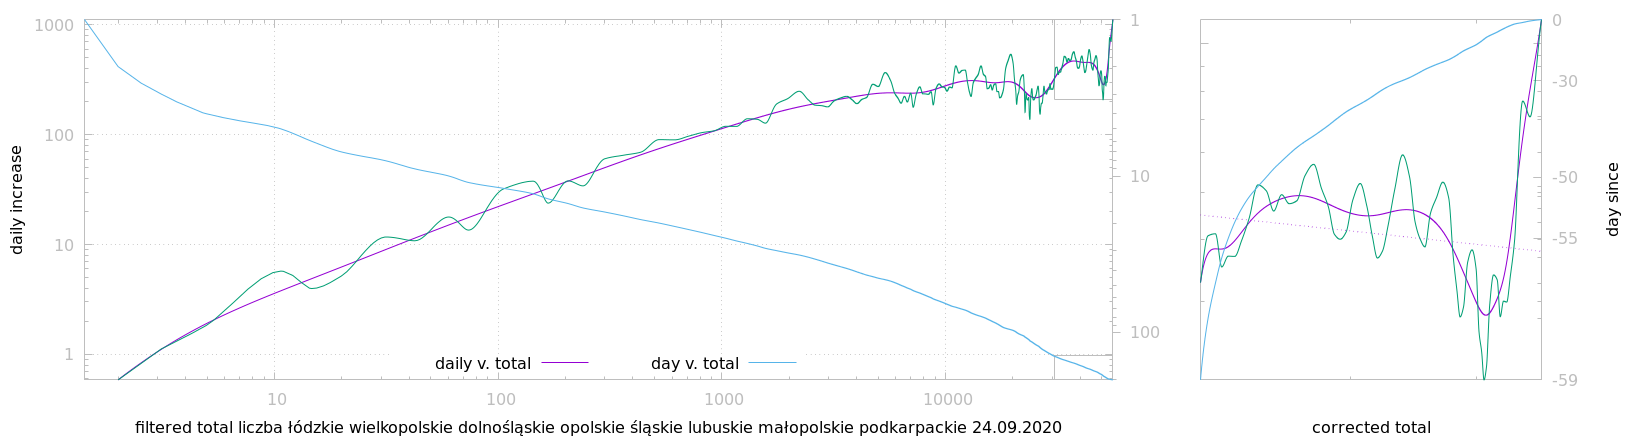 1000
100
10
1
daily increase
10
100
1000
10000
1
10
100
daily v. total
day v. total
filtered total liczba łódzkie wielkopolskie dolnośląskie opolskie śląskie lubuskie małopolskie podkarpackie 24.09.2020
0
-30
-50
-55
-59
day since
corrected total